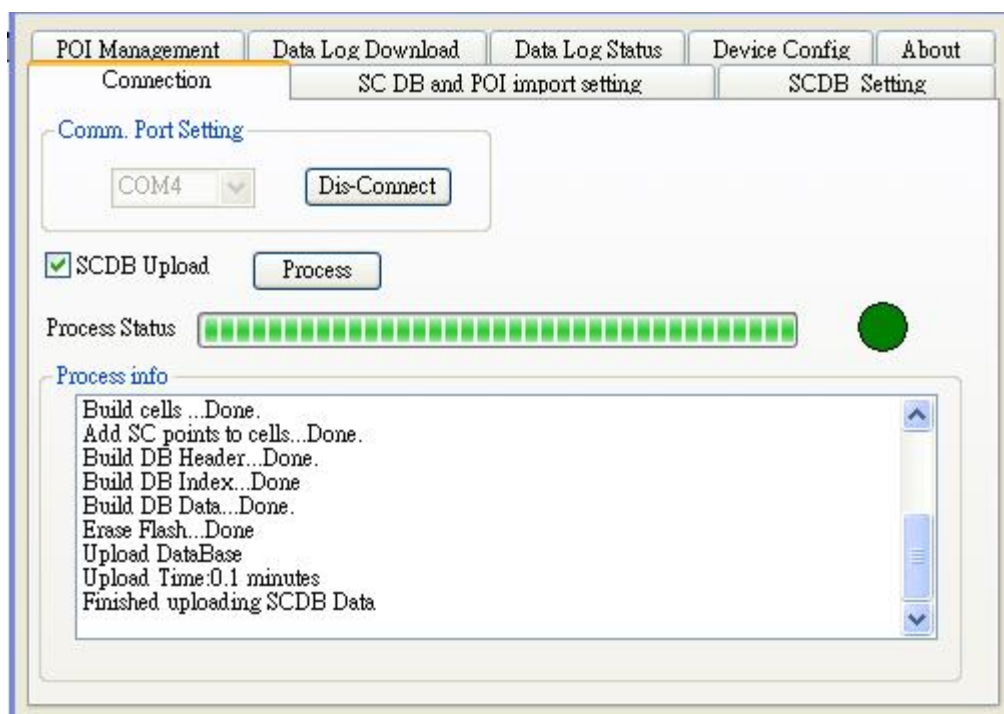 POI Management Data Log Download Data Log Status Device Config About
Connection SC DB and POI import setting SCDB Setting
Comm. Port Setting
COM4 Dis-Connect
SCDB Upload Process
Process Status
Process info
Build cells ...Done.
Add SC points to cells...Done.
Build DB Header...Done.
Build DB Index...Done
Build DB Data...Done.
Erase Flash...Done
Upload DataBase
Upload Time:0.1 minutes
Finished uploading SCDB Data